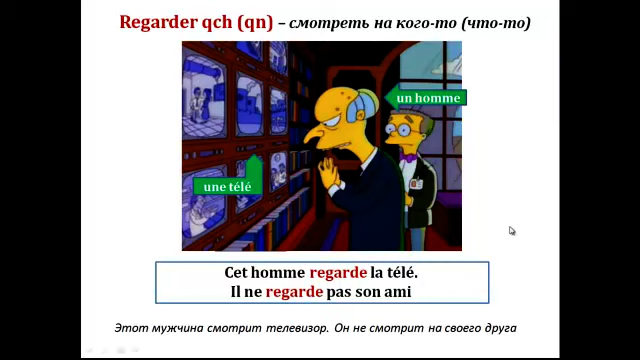 Regarder qch (qn) – смотреть на кого-то (что-то)
un homme
une télé
Cet homme regarde la télé.
Il ne regarde pas son ami
Этот мужчина смотрит телевизор. Он не смотрит на своего друга